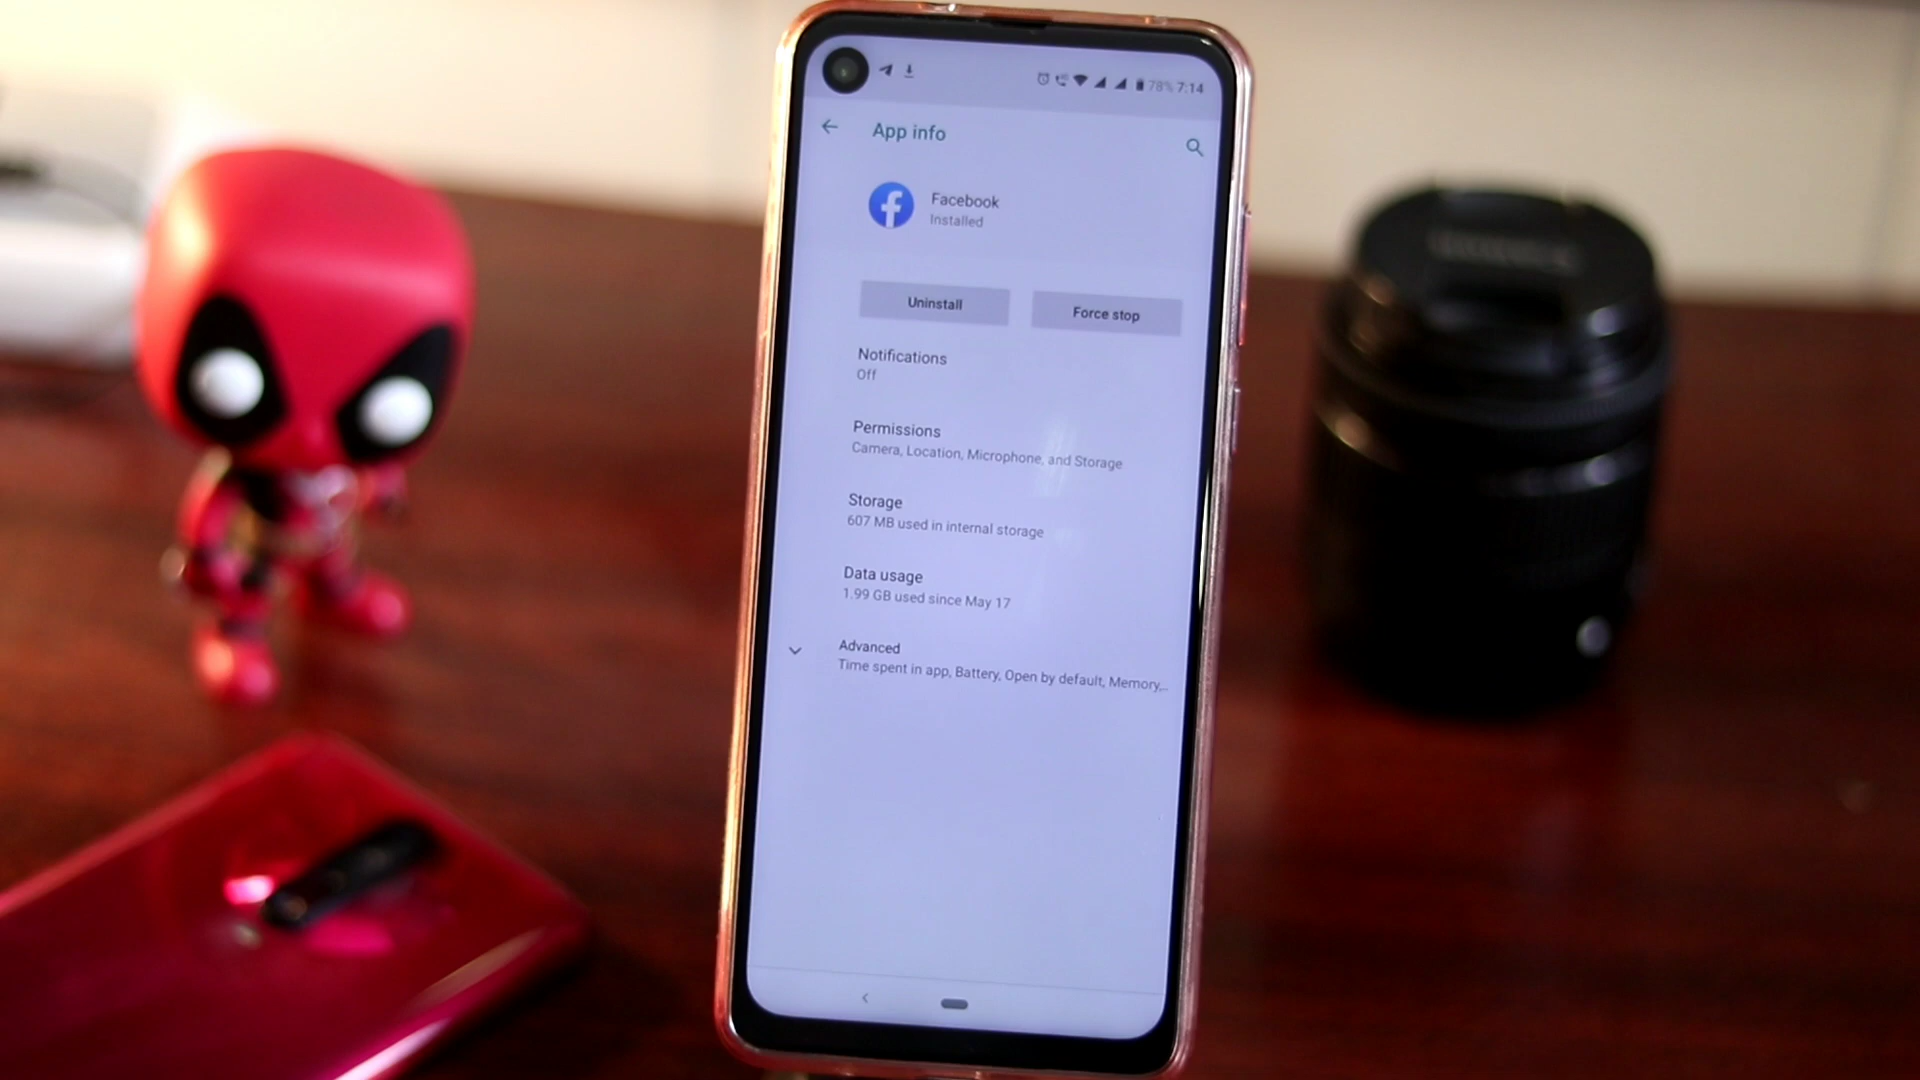 78% 7:14
App info
Facebook
Installed
Uninstall
Force stop
Notifications
Off
Permissions
Camera, Location, Microphone, and Storage
Storage
607 MB used in internal storage
Data usage
1.99 GB used since May 17
Advanced
Time spent in app, Battery, Open by default, Memory,..